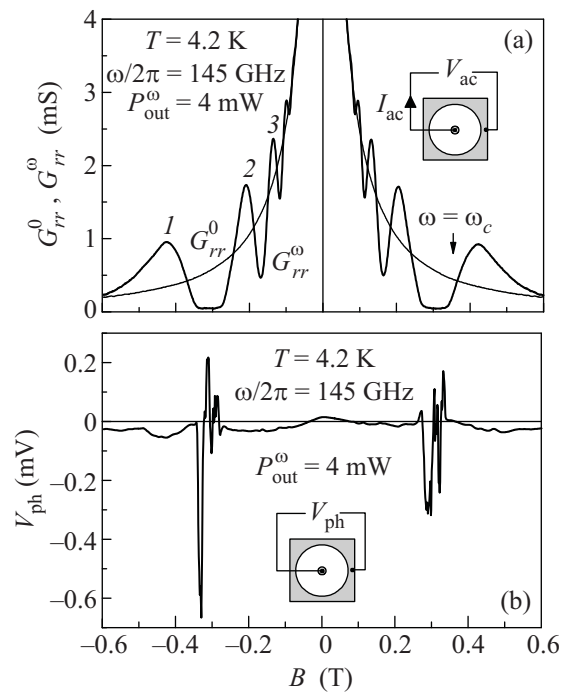 4
(a)
T = 4.2 K
ω/2π = 145 GHz
P^ω_out = 4 mW
V_ac
I_ac
3
3
2
2
1
G^0_rr
G^ω_rr
ω = ω_c
1
0
G^0_rr, G^ω_rr (mS)
0.2
T = 4.2 K
ω/2π = 145 GHz
0
P^ω_out = 4 mW
−0.2
V_ph
−0.4
−0.6
(b)
V_ph (mV)
−0.6 −0.4 −0.2 0 0.2 0.4 0.6
B (T)